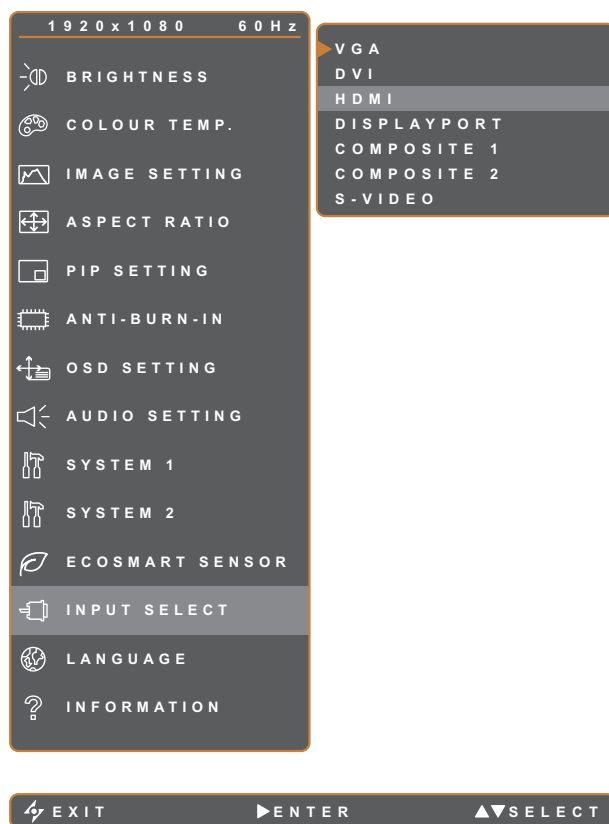 1920x1080 60Hz
BRIGHTNESS
COLOUR TEMP.
IMAGE SETTING
ASPECT RATIO
PIP SETTING
ANTI-BURN-IN
OSD SETTING
AUDIO SETTING
SYSTEM 1
SYSTEM 2
ECOSMART SENSOR
INPUT SELECT
LANGUAGE
INFORMATION
VGA
DVI
HDMI
DISPLAYPORT
COMPOSITE 1
COMPOSITE 2
S-VIDEO
EXIT ENTER SELECT